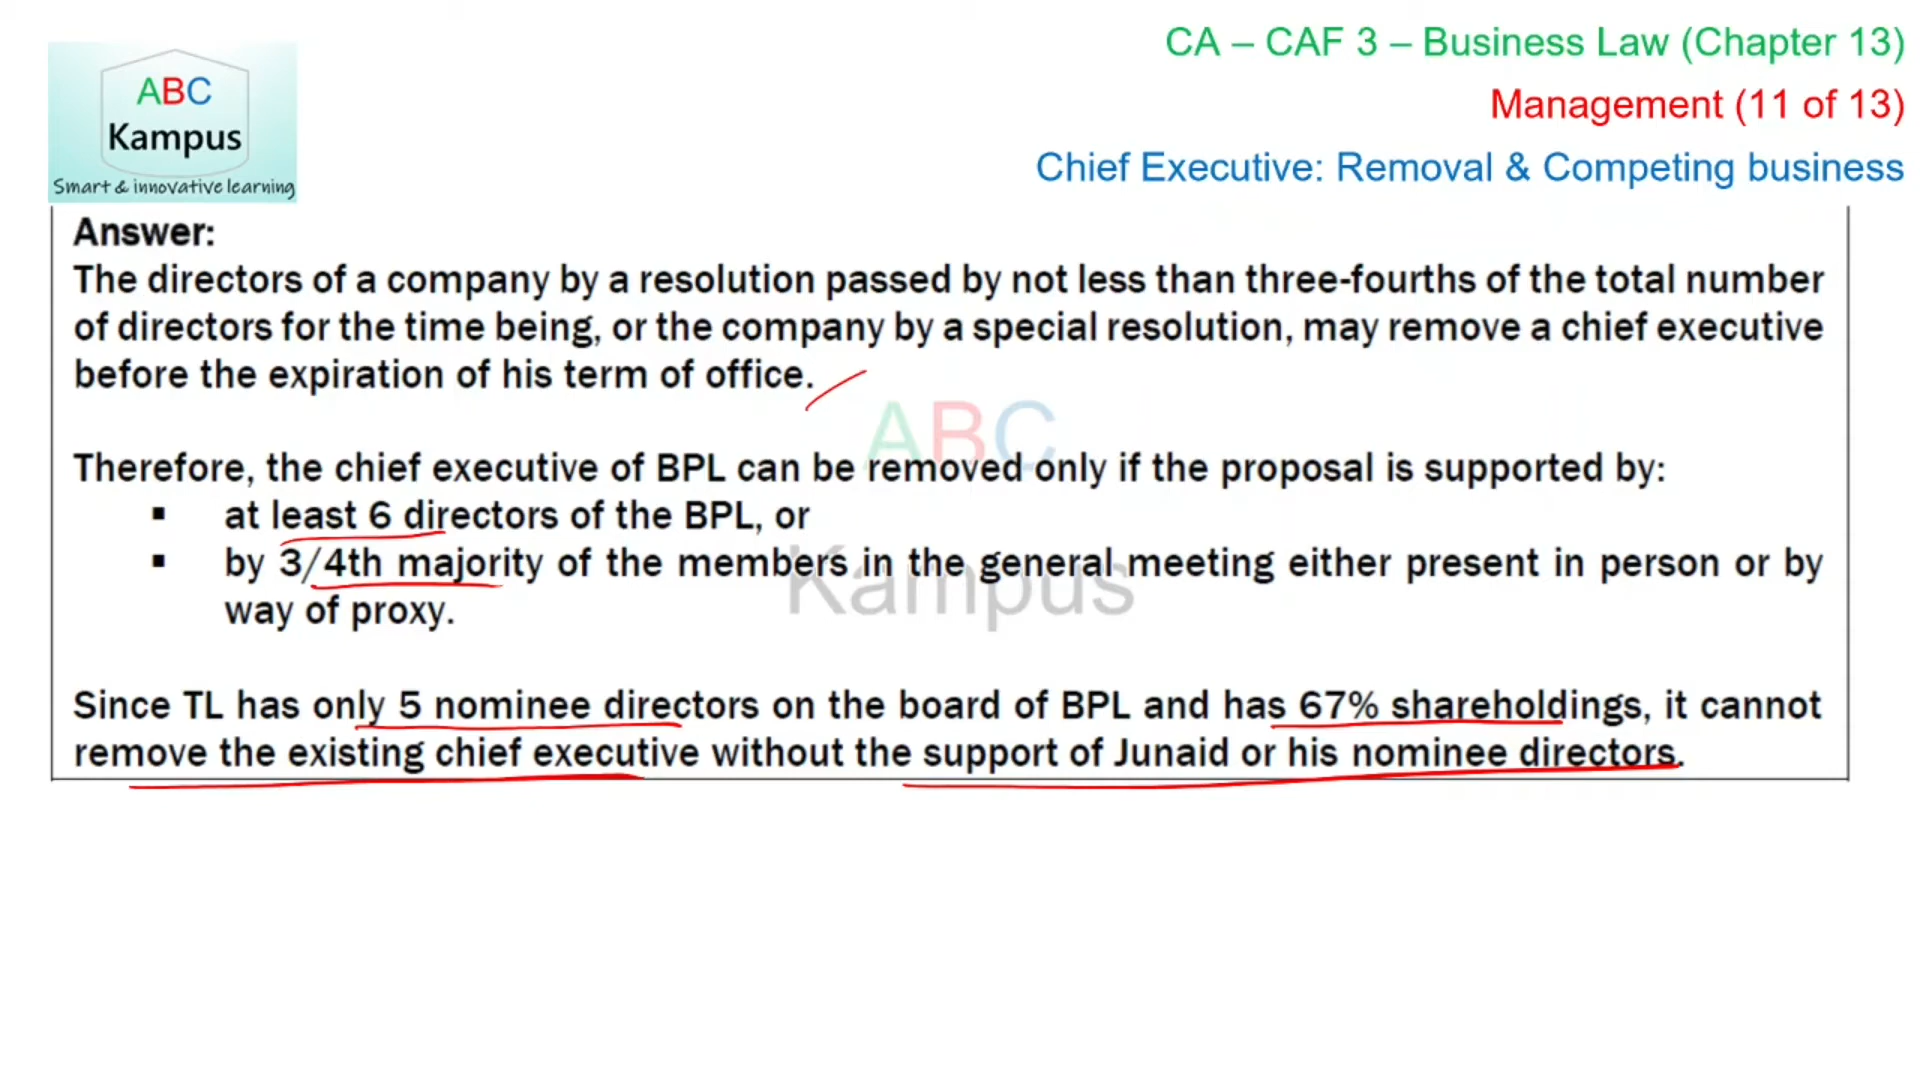 ABC
Kampus
Smart & innovative learning
CA – CAF 3 – Business Law (Chapter 13)
Management (11 of 13)
Chief Executive: Removal & Competing business
Answer:
The directors of a company by a resolution passed by not less than three-fourths of the total number
of directors for the time being, or the company by a special resolution, may remove a chief executive
before the expiration of his term of office.
ABC
Therefore, the chief executive of BPL can be removed only if the proposal is supported by:
▪ at least 6 directors of the BPL, or
▪ by 3/4th majority of the members in the general meeting either present in person or by
Kampus
way of proxy.
Since TL has only 5 nominee directors on the board of BPL and has 67% shareholdings, it cannot
remove the existing chief executive without the support of Junaid or his nominee directors.